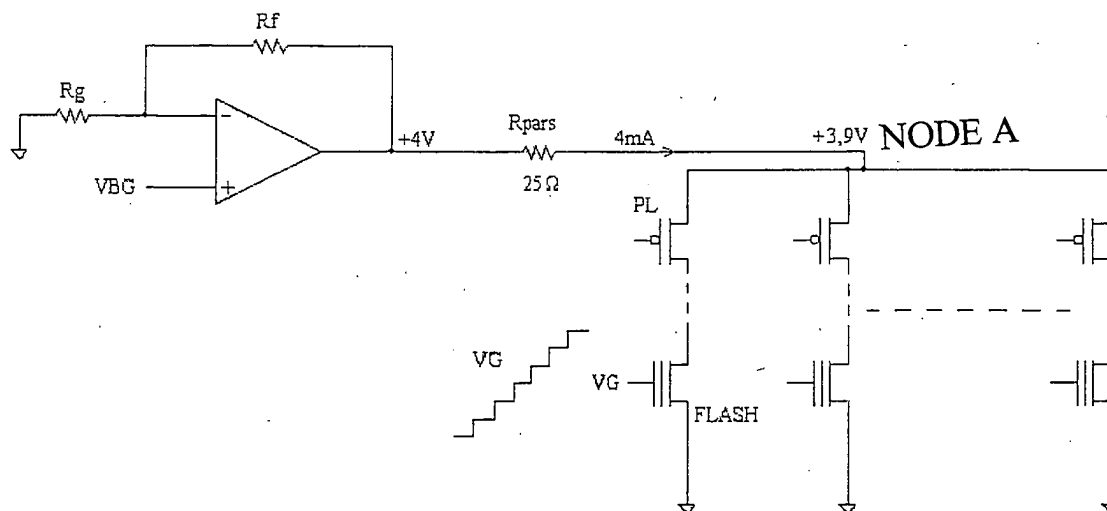 Rf
Rg
-
+
VBG
+4V
Rpars
25 Ω
4mA
+3,9V
NODE A
PL
VG
VG
FLASH